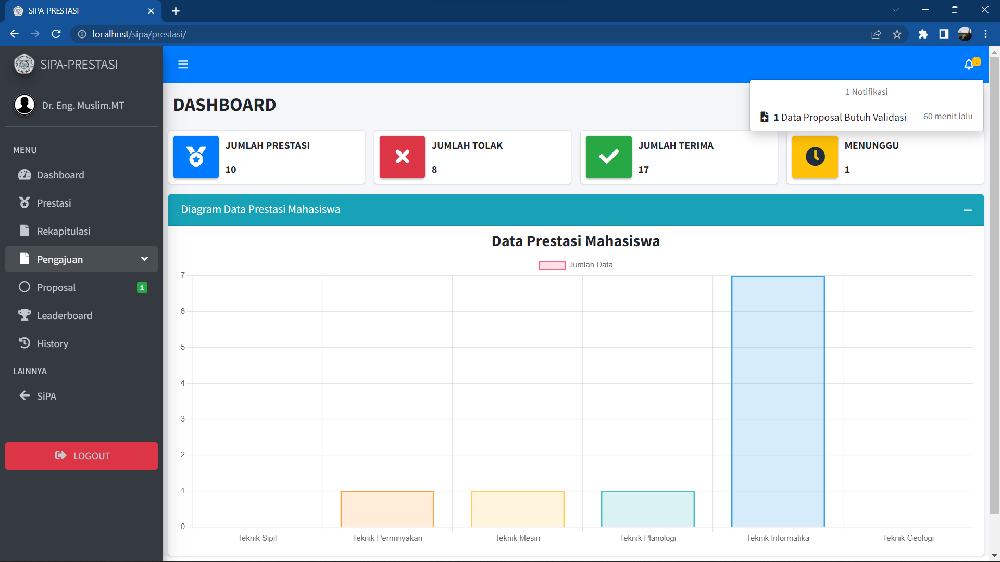 SIPA-PRESTASI
localhost/sipa/prestasi/
SIPA-PRESTASI
1
Dr. Eng. Muslim.MT
MENU
Dashboard
Prestasi
Rekapitulasi
Pengajuan
Proposal 1
Leaderboard
History
LAINNYA
SiPA
LOGOUT
DASHBOARD
1 Notifikasi
1 Data Proposal Butuh Validasi 60 menit lalu
JUMLAH PRESTASI
10
JUMLAH TOLAK
8
JUMLAH TERIMA
17
MENUNGGU
1
Diagram Data Prestasi Mahasiswa
Data Prestasi Mahasiswa
Jumlah Data
7
6
5
4
3
2
1
0
Teknik Sipil Teknik Perminyakan Teknik Mesin Teknik Planologi Teknik Informatika Teknik Geologi